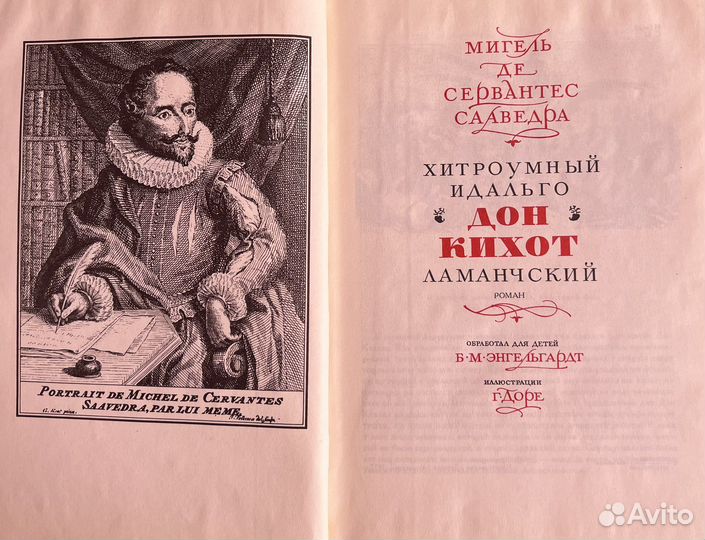 PORTRAIT DE MICHEL DE CERVANTES
SAAVEDRA, PAR LUI MEME.
МИГЕЛЬ
ДЕ
СЕРВАНТЕС
СААВЕДРА
ХИТРОУМНЫЙ
ИДАЛЬГО
ДОН
КИХОТ
ЛАМАНЧСКИЙ
РОМАН
ОБРАБОТАЛ ДЛЯ ДЕТЕЙ
Б·М·ЭНГЕЛЬГАРДТ
ИЛЛЮСТРАЦИИ
Г·ДОРЕ
Avito